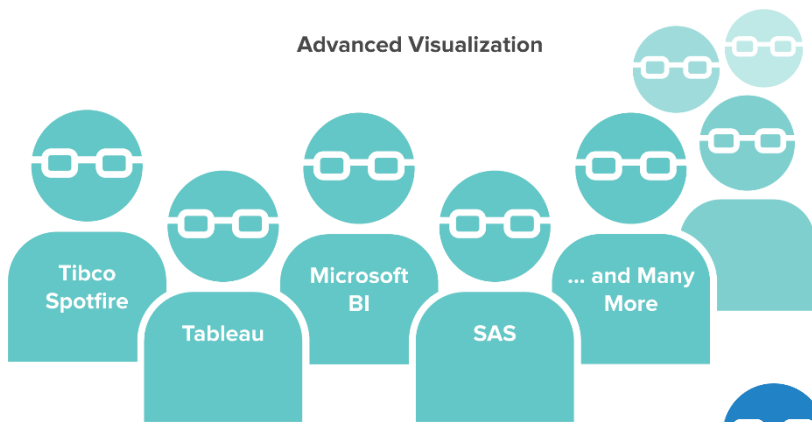 Advanced Visualization
Tibco
Spotfire
Tableau
Microsoft
BI
SAS
... and Many
More